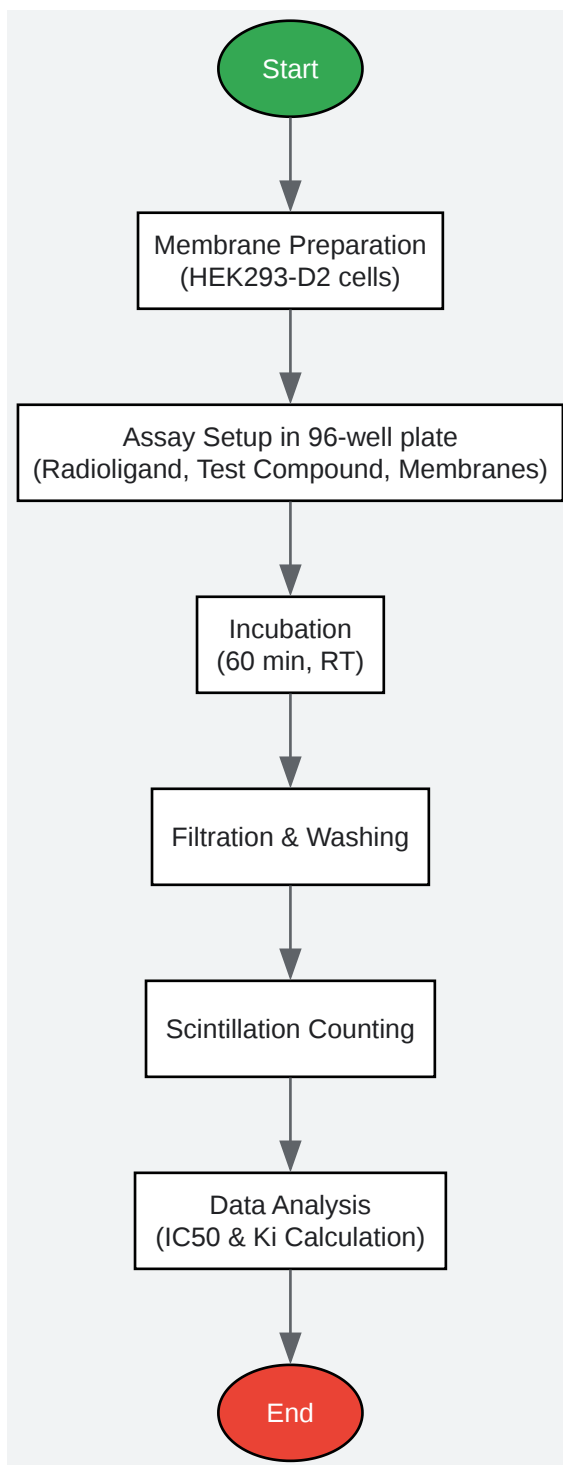 Start
Membrane Preparation
(HEK293-D2 cells)
Assay Setup in 96-well plate
(Radioligand, Test Compound, Membranes)
Incubation
(60 min, RT)
Filtration & Washing
Scintillation Counting
Data Analysis
(IC50 & Ki Calculation)
End